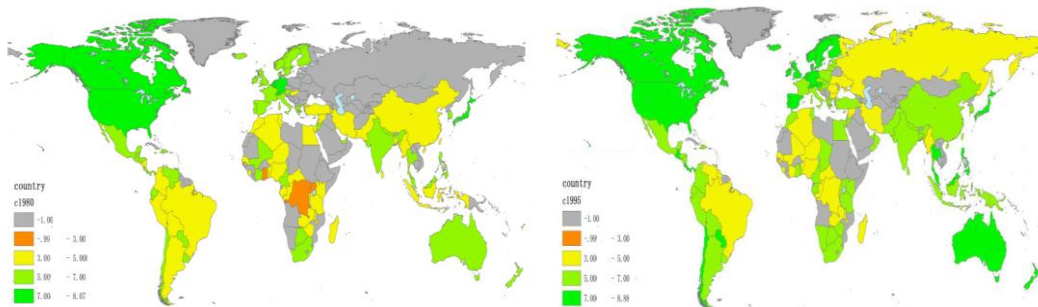 country
c1980
-1.00
-.99 - 3.00
3.00 - 5.000
5.00 - 7.00
7.00 - 8.07
country
c1995
-1.00
-.99 - 3.00
3.00 - 5.00
5.00 - 7.00
7.00 - 8.88